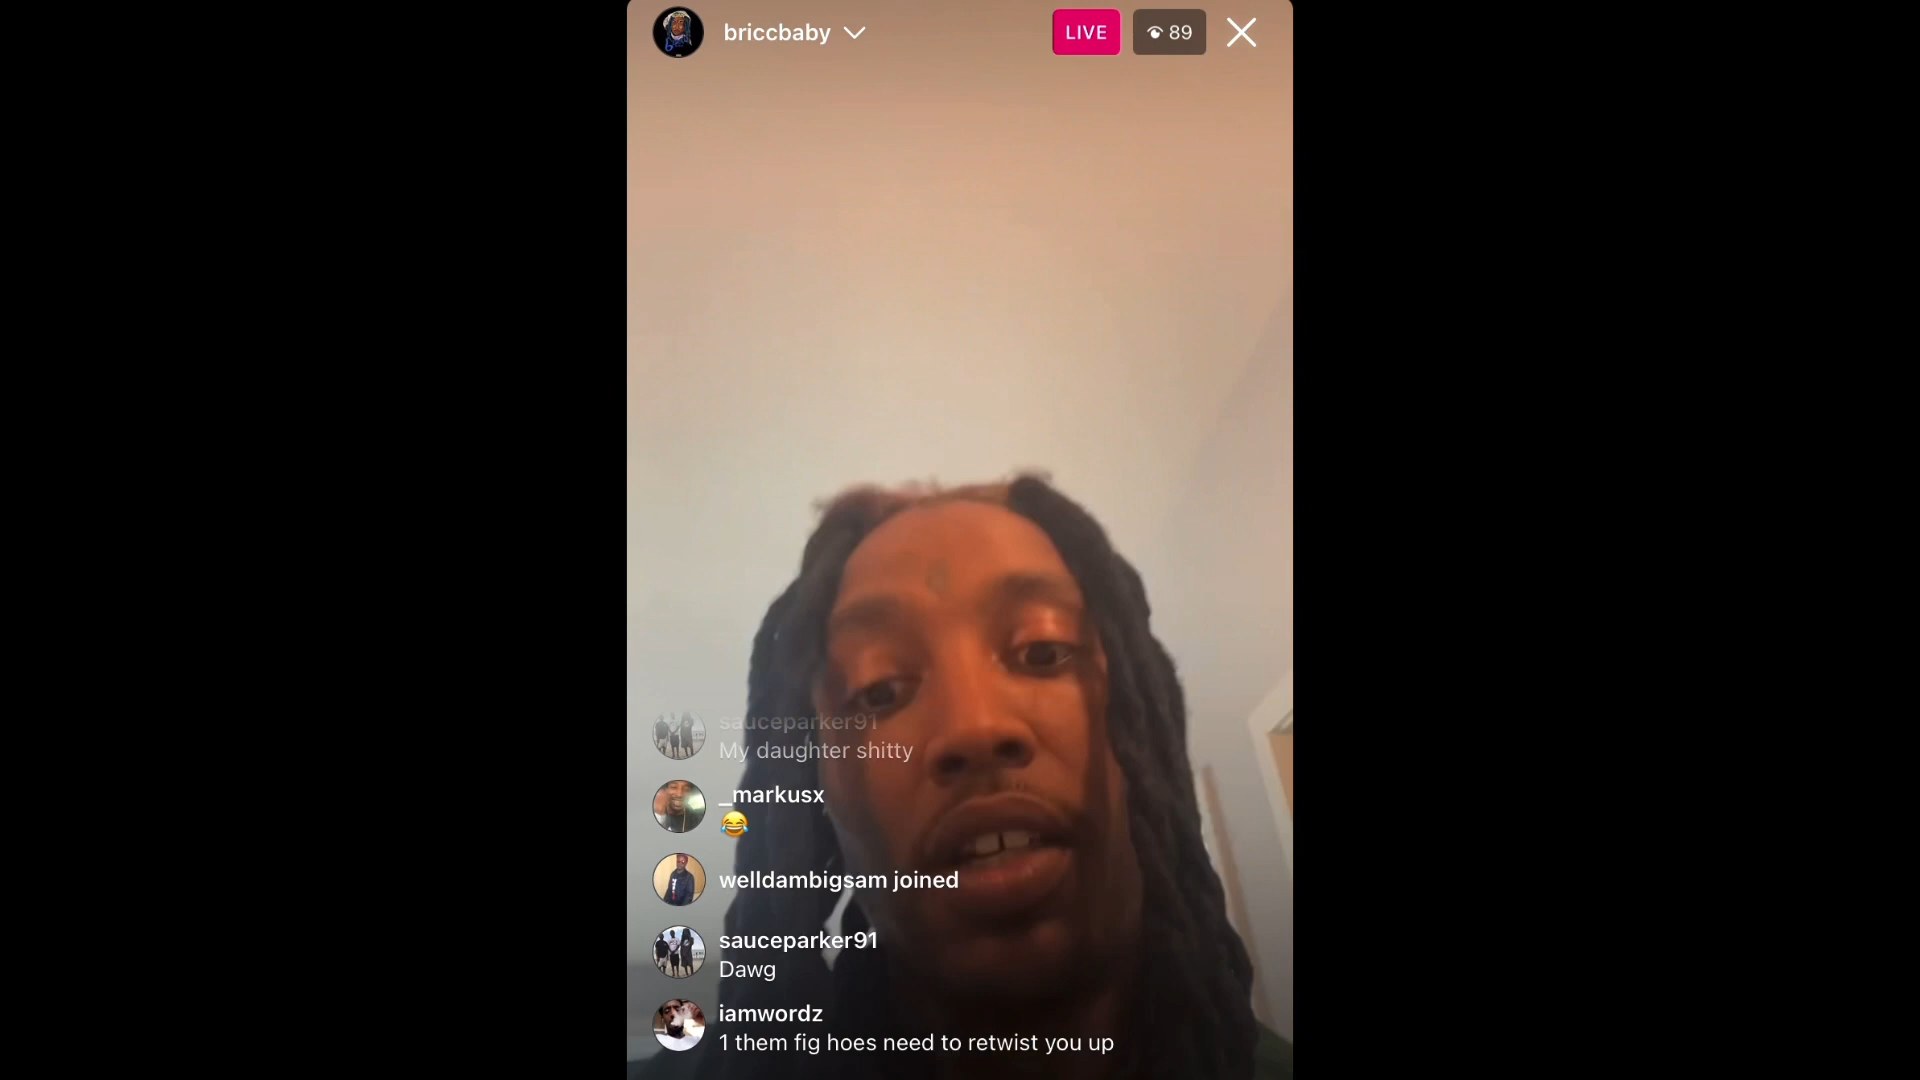 briccbaby
LIVE
89
sauceparker91
My daughter shitty
_markusx
😂
welldambigsam joined
sauceparker91
Dawg
iamwordz
1 them fig hoes need to retwist you up